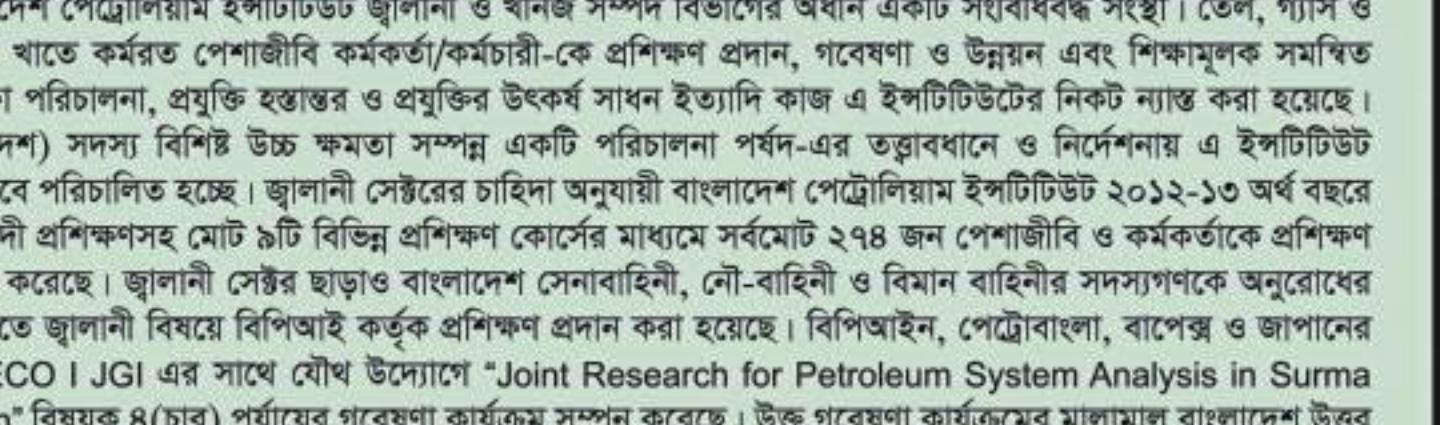 পেট্রোলিয়াম ইন্সটিটিউট জ্বালানী ও খনিজ সম্পদ বিভাগের অধীন একটি সংবিধিবদ্ধ সংস্থা। তেল, গ্যাস ও
খাতে কর্মরত পেশাজীবি কর্মকর্তা/কর্মচারী-কে প্রশিক্ষণ প্রদান, গবেষণা ও উন্নয়ন এবং শিক্ষামূলক সমন্বিত
পরিচালনা, প্রযুক্তি হস্তান্তর ও প্রযুক্তির উৎকর্ষ সাধন ইত্যাদি কাজ এ ইন্সটিটিউটের নিকট ন্যাস্ত করা হয়েছে।
সদস্য বিশিষ্ট উচ্চ ক্ষমতা সম্পন্ন একটি পরিচালনা পর্ষদ-এর তত্ত্বাবধানে ও নির্দেশনায় এ ইন্সটিটিউট
পরিচালিত হচ্ছে। জ্বালানী সেক্টরের চাহিদা অনুযায়ী বাংলাদেশ পেট্রোলিয়াম ইন্সটিটিউট ২০১২-১৩ অর্থ বছরে
প্রশিক্ষণসহ মোট ৯টি বিভিন্ন প্রশিক্ষণ কোর্সের মাধ্যমে সর্বমোট ২৭৪ জন পেশাজীবি ও কর্মকর্তাকে প্রশিক্ষণ
করেছে। জ্বালানী সেক্টর ছাড়াও বাংলাদেশ সেনাবাহিনী, নৌ-বাহিনী ও বিমান বাহিনীর সদস্যগণকে অনুরোধের
জ্বালানী বিষয়ে বিপিআই কর্তৃক প্রশিক্ষণ প্রদান করা হয়েছে। বিপিআইন, পেট্রোবাংলা, বাপেক্স ও জাপানের
ECO I JGI এর সাথে যৌথ উদ্যোগে “Joint Research for Petroleum System Analysis in Surma
বিষয়ক ৪(চার) পর্যায়ের গবেষণা কার্যক্রম সম্পন্ন করেছে। উক্ত গবেষণা কার্যক্রমের মালামাল বাংলাদেশ উত্তর